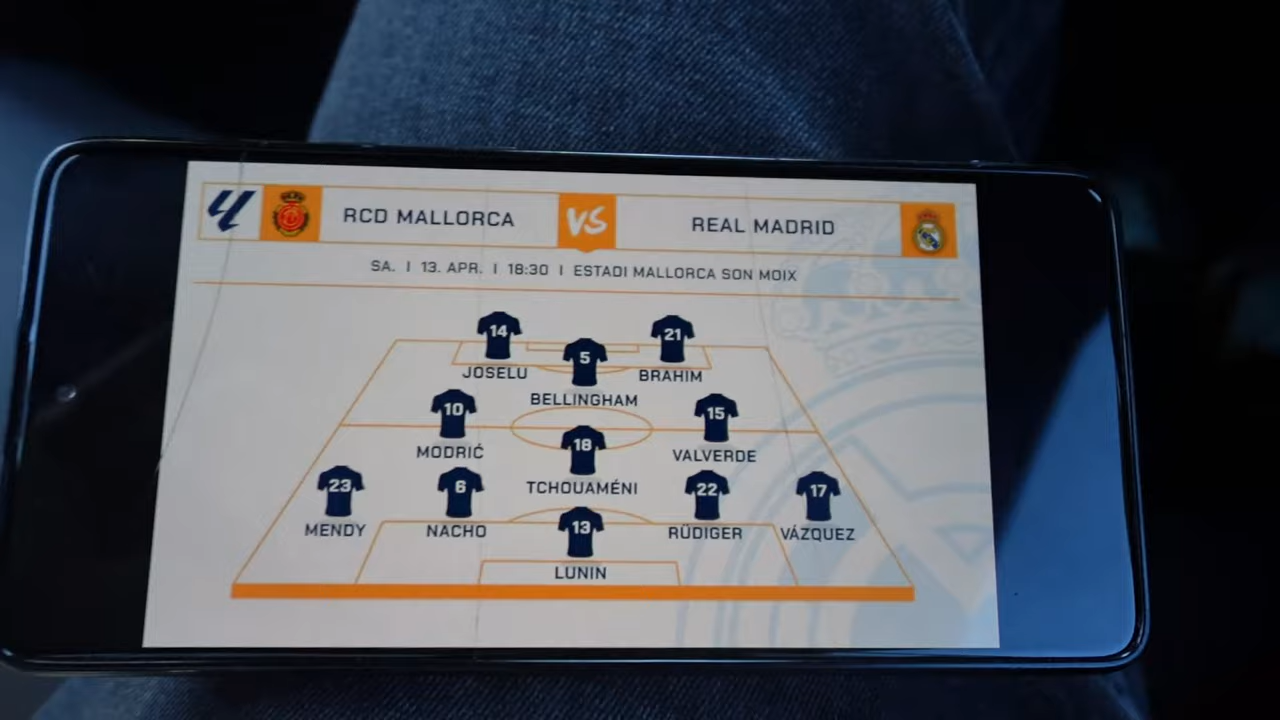 RCD MALLORCA VS REAL MADRID
SA. I 13. APR. I 18:30 I ESTADI MALLORCA SON MOIX
14 21
JOSELU 5 BRAHIM
BELLINGHAM
10 15
MODRIĆ 18 VALVERDE
TCHOUAMÉNI
23 6 22 17
MENDY NACHO 13 RÜDIGER VÁZQUEZ
LUNIN